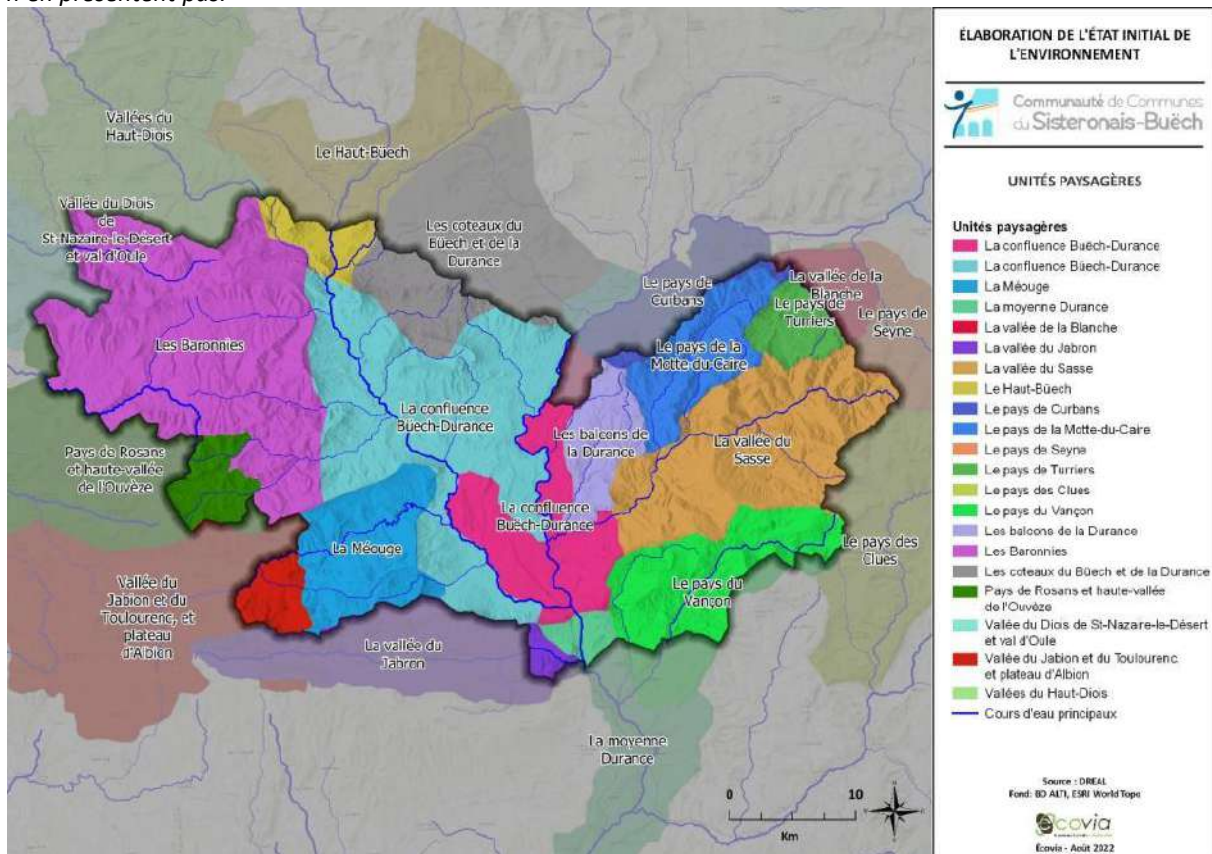 n'en présentent pas.
Vallées du
Haut-Diois
Le Haut-Büech
Vallée du Diois
de
St-Nazaire-le-Désert
et val d'Oule
Les coteaux du
Büech et de la
Durance
Le pays de
Curbans
La vallée de la
Blanche
Le pays de
Turriers
Le pays de
Seyne
Les Baronnies
Le pays de la
Motte-du-Caire
La confluence
Büech-Durance
Les balcons de
la Durance
La vallée du
Sasse
Pays de Rosans
et haute-vallée
de l'Ouvèze
La confluence
Büech-Durance
La Méouge
Le pays des
Clues
Le pays du
Vançon
Vallée du
Jabion et du
Toulourenc, et
plateau
d'Albion
La vallée du
Jabron
La moyenne
Durance
0 10
Km
ÉLABORATION DE L'ÉTAT INITIAL DE
L'ENVIRONNEMENT
Communauté de Communes
du Sisteronais-Buëch
UNITÉS PAYSAGÈRES
Unités paysagères
La confluence Büech-Durance
La confluence Büech-Durance
La Méouge
La moyenne Durance
La vallée de la Blanche
La vallée du Jabron
La vallée du Sasse
Le Haut-Büech
Le pays de Curbans
Le pays de la Motte-du-Caire
Le pays de Seyne
Le pays de Turriers
Le pays des Clues
Le pays du Vançon
Les balcons de la Durance
Les Baronnies
Les coteaux du Büech et de la Durance
Pays de Rosans et haute-vallée
de l'Ouvèze
Vallée du Diois de St-Nazaire-le-Désert
et val d'Oule
Vallée du Jabion et du Toulourenc
et plateau d'Albion
Vallées du Haut-Diois
Cours d'eau principaux
Source : DREAL
Fond: BD ALTI, ESRI World Topo
écovia
Écovia - Août 2022